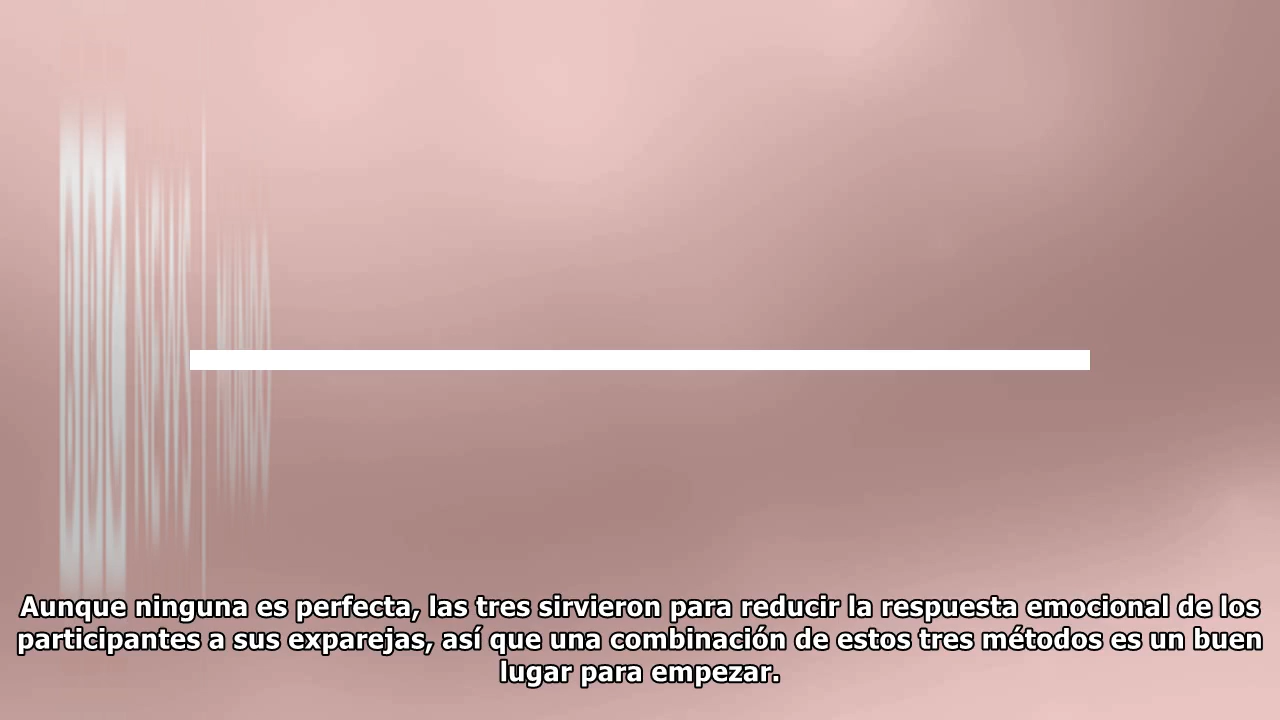 Aunque ninguna es perfecta, las tres sirvieron para reducir la respuesta emocional de los
participantes a sus exparejas, así que una combinación de estos tres métodos es un buen
lugar para empezar.